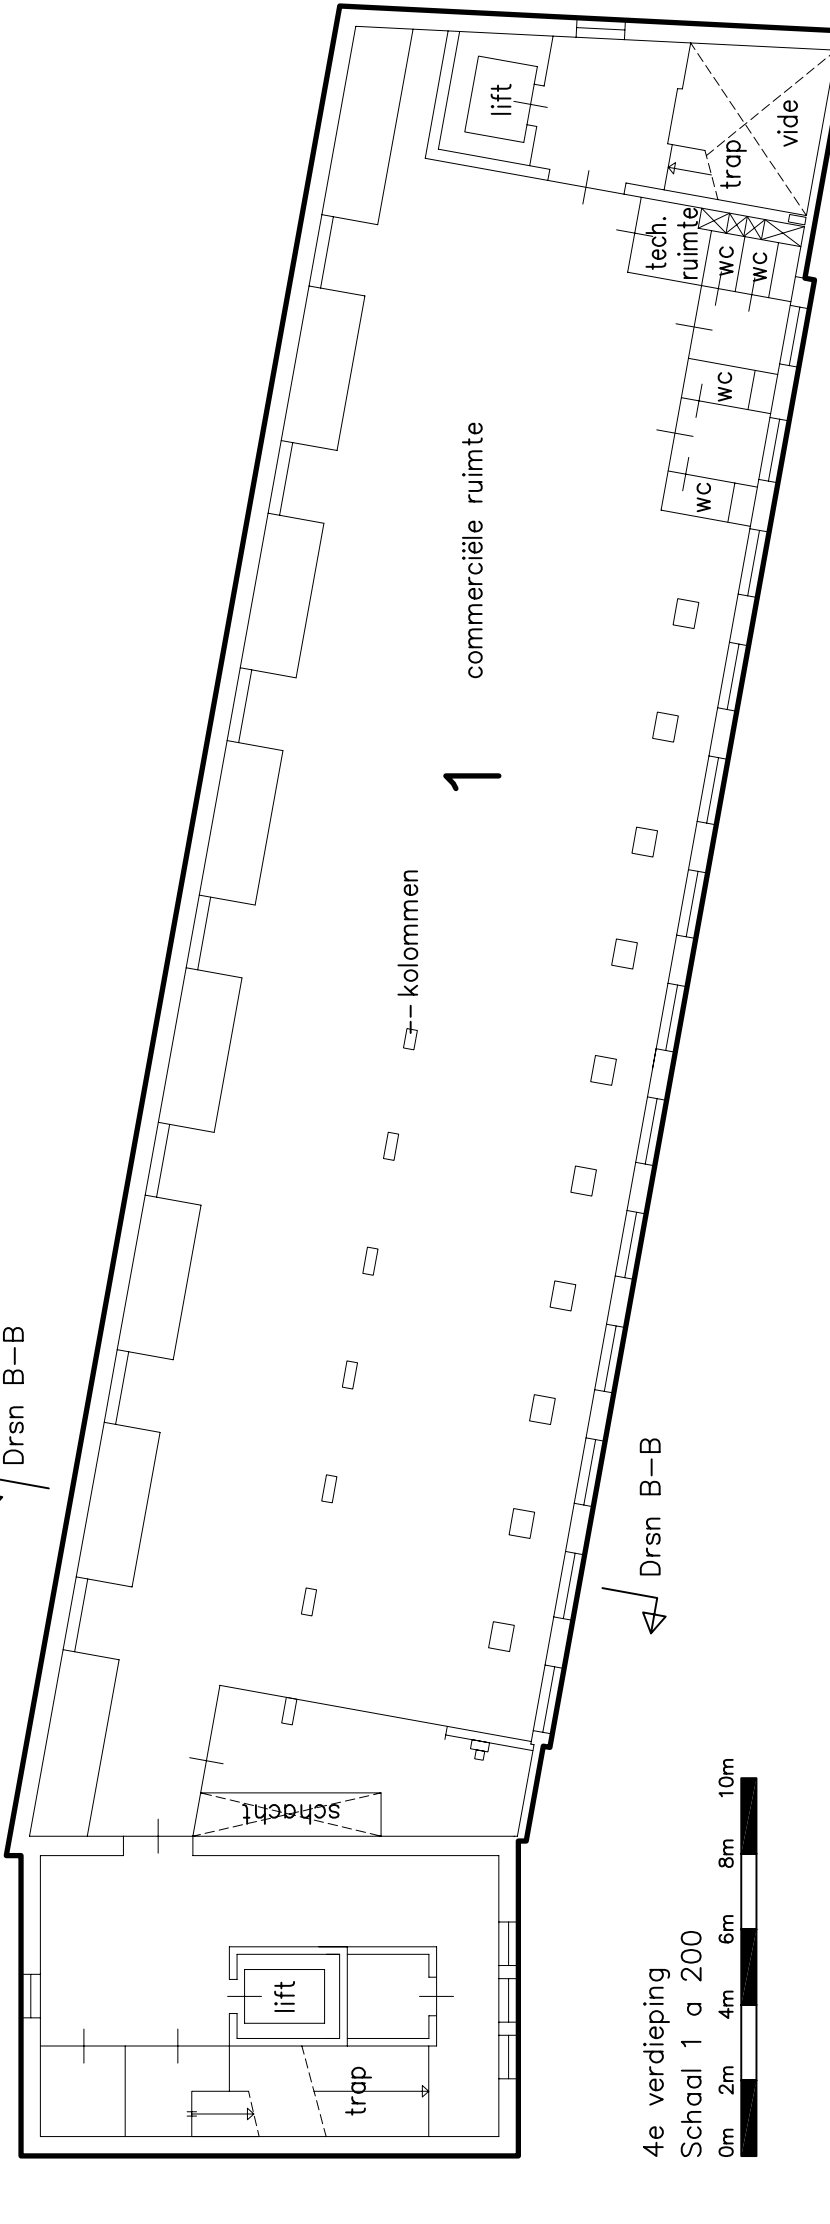 lift
vide
trap
tech.
ruimte
wc
wc
wc
wc
commerciële ruimte
1
kolommen
Drsn B-B
Drsn B-B
schacht
lift
trap
4e verdieping
Schaal 1 a 200
0m 2m 4m 6m 8m 10m